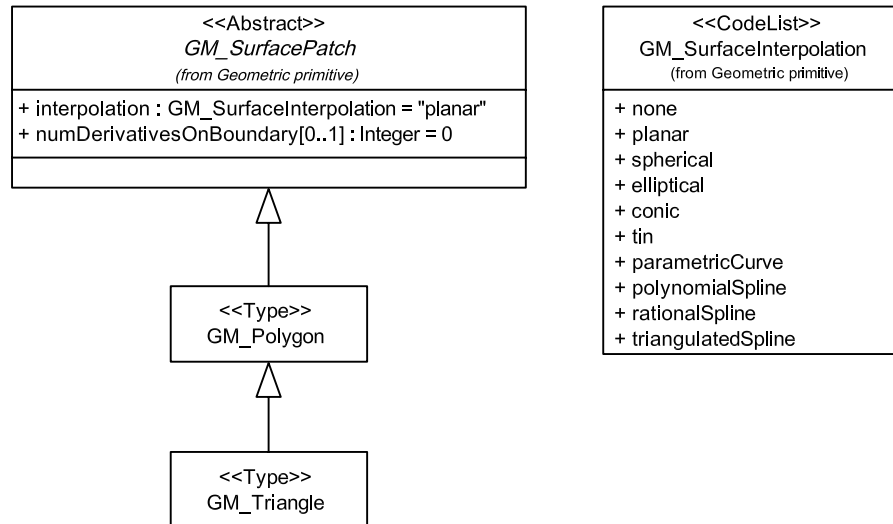 <<Abstract>>
GM_SurfacePatch
(from Geometric primitive)
+ interpolation : GM_SurfaceInterpolation = "planar"
+ numDerivativesOnBoundary[0..1] : Integer = 0
<<Type>>
GM_Polygon
<<Type>>
GM_Triangle
<<CodeList>>
GM_SurfaceInterpolation
(from Geometric primitive)
+ none
+ planar
+ spherical
+ elliptical
+ conic
+ tin
+ parametricCurve
+ polynomialSpline
+ rationalSpline
+ triangulatedSpline